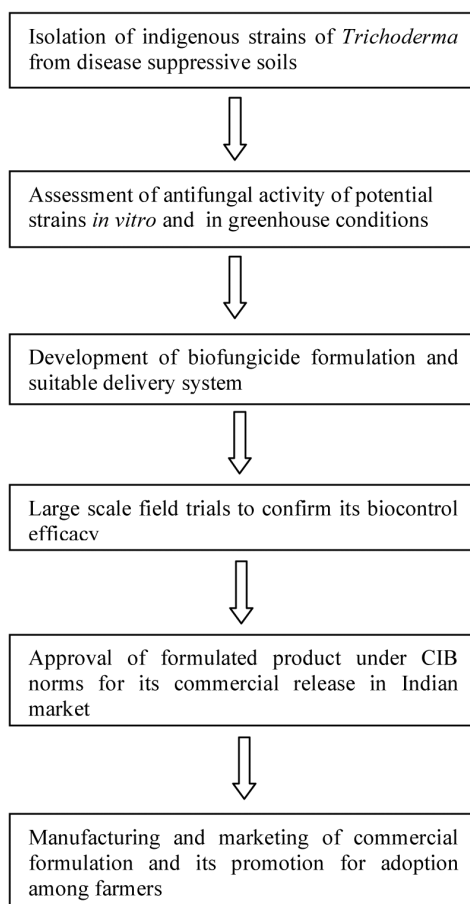 Isolation of indigenous strains of Trichoderma
from disease suppressive soils
Assessment of antifungal activity of potential
strains in vitro and in greenhouse conditions
Development of biofungicide formulation and
suitable delivery system
Large scale field trials to confirm its biocontrol
efficacy
Approval of formulated product under CIB
norms for its commercial release in Indian
market
Manufacturing and marketing of commercial
formulation and its promotion for adoption
among farmers